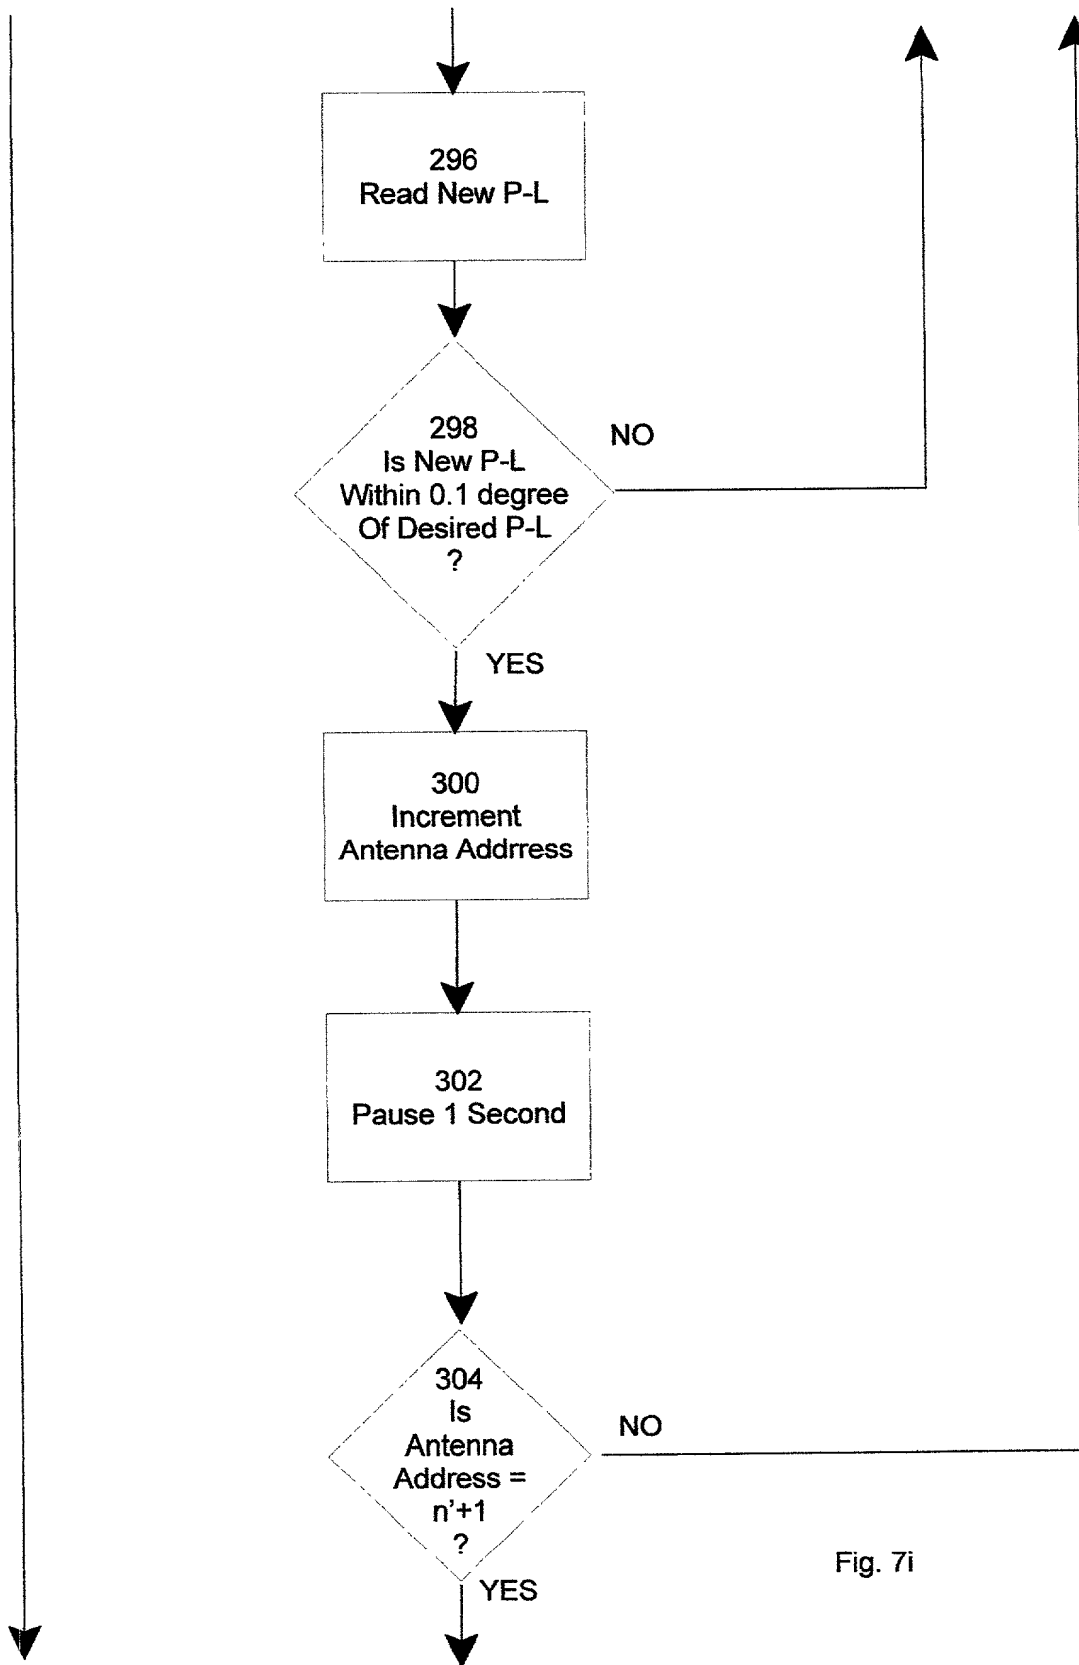 296
Read New P-L
298
Is New P-L
Within 0.1 degree
Of Desired P-L
?
NO
YES
300
Increment
Antenna Addrress
302
Pause 1 Second
304
Is
Antenna
Address =
n'+1
?
NO
YES
Fig. 7i